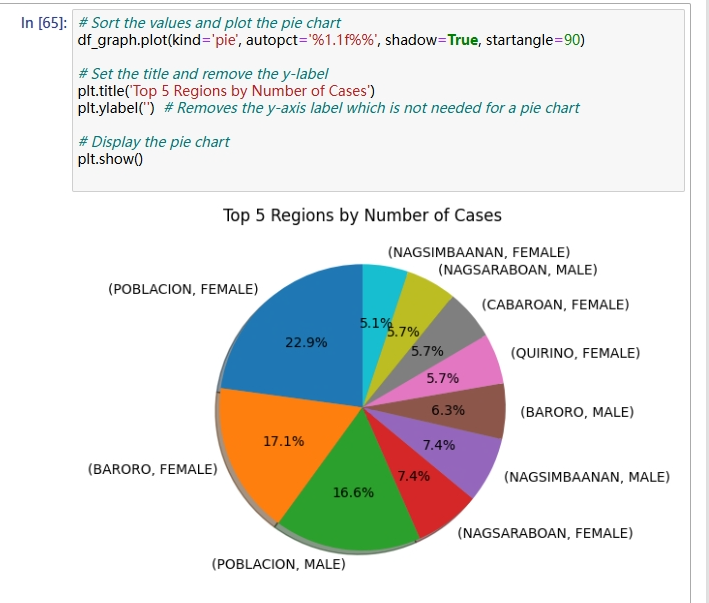 In [65]: # Sort the values and plot the pie chart
df_graph.plot(kind='pie', autopct='%1.1f%%', shadow=True, startangle=90)
# Set the title and remove the y-label
plt.title('Top 5 Regions by Number of Cases')
plt.ylabel('') # Removes the y-axis label which is not needed for a pie chart
# Display the pie chart
plt.show()
Top 5 Regions by Number of Cases
(NAGSIMBAANAN, FEMALE)
(NAGSARABOAN, MALE)
(POBLACION, FEMALE)
(CABAROAN, FEMALE)
5.1%
5.7%
22.9%
5.7%
(QUIRINO, FEMALE)
5.7%
6.3%
(BARORO, MALE)
17.1%
7.4%
(BARORO, FEMALE)
7.4%
(NAGSIMBAANAN, MALE)
16.6%
(NAGSARABOAN, FEMALE)
(POBLACION, MALE)